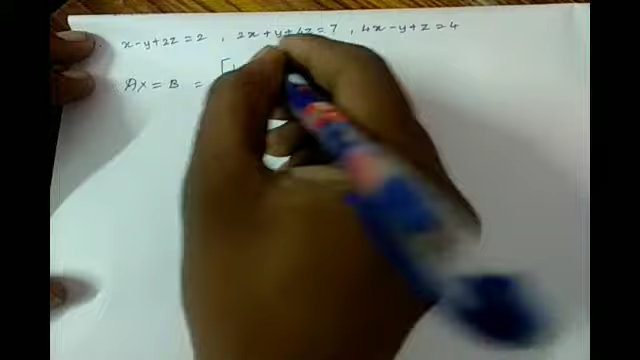 x-y+2z=2 , 2x+y+4z=7 , 4x-y+z=4
AX = B = [